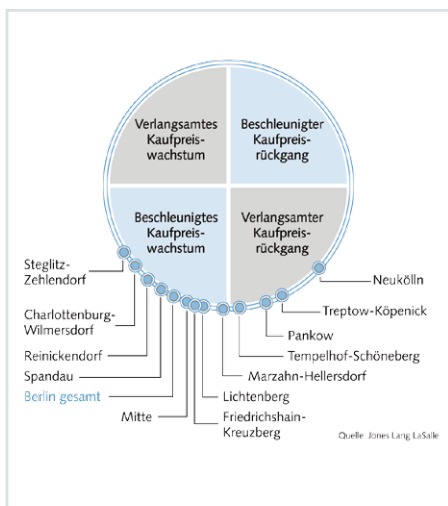 Verlangsamtes
Kaufpreis-
wachstum
Beschleunigter
Kaufpreis-
rückgang
Beschleunigtes
Kaufpreis-
wachstum
Verlangsamter
Kaufpreis-
rückgang
Steglitz-
Zehlendorf
Charlottenburg-
Wilmersdorf
Reinickendorf
Spandau
Berlin gesamt
Mitte
Neukölln
Treptow-Köpenick
Pankow
Tempelhof-Schöneberg
Marzahn-Hellersdorf
Lichtenberg
Friedrichshain-
Kreuzberg
Quelle: Jones Lang LaSalle